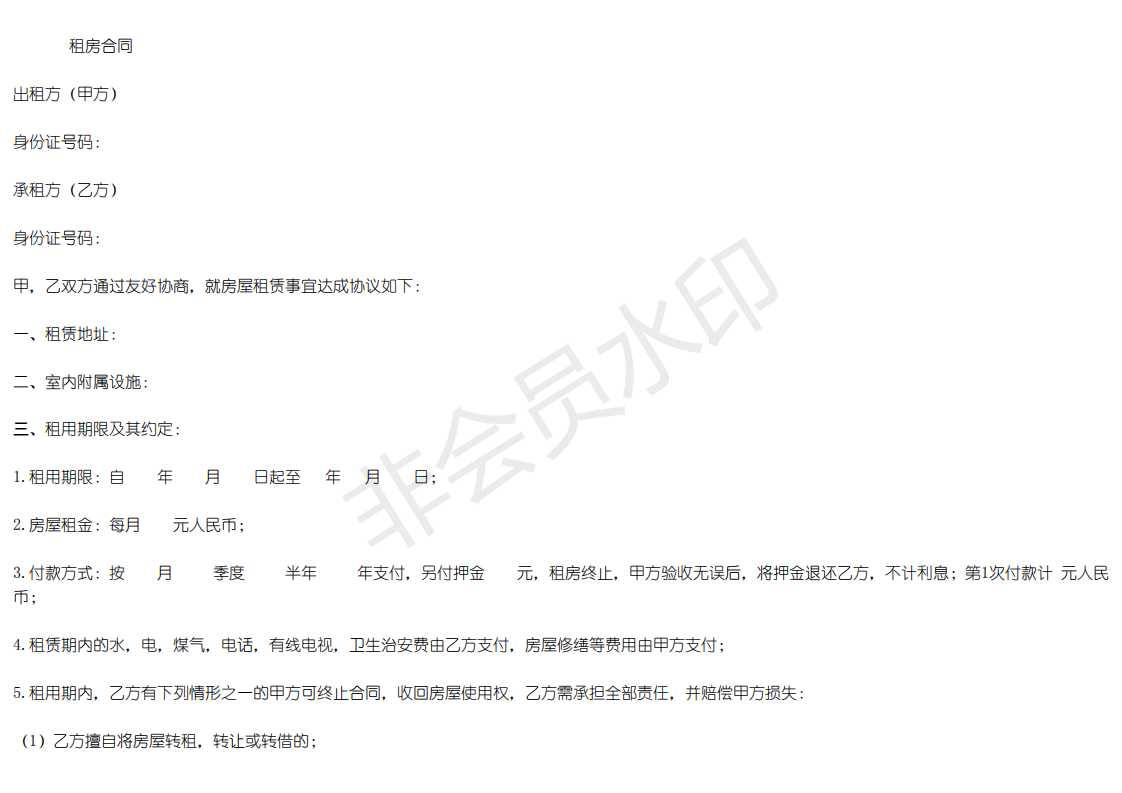 租房合同
出租方（甲方）
身份证号码：
承租方（乙方）
身份证号码：
甲，乙双方通过友好协商，就房屋租赁事宜达成协议如下：
一、租赁地址：
二、室内附属设施：
三、租用期限及其约定：
1.租用期限：自 年 月 日起至 年 月 日；
2.房屋租金：每月 元人民币；
3.付款方式：按 月 季度 半年 年支付，另付押金 元，租房终止，甲方验收无误后，将押金退还乙方，不计利息；第1次付款计 元人民
币；
4.租赁期内的水，电，煤气，电话，有线电视，卫生治安费由乙方支付，房屋修缮等费用由甲方支付；
5.租用期内，乙方有下列情形之一的甲方可终止合同，收回房屋使用权，乙方需承担全部责任，并赔偿甲方损失：
（1）乙方擅自将房屋转租，转让或转借的；
非会员水印